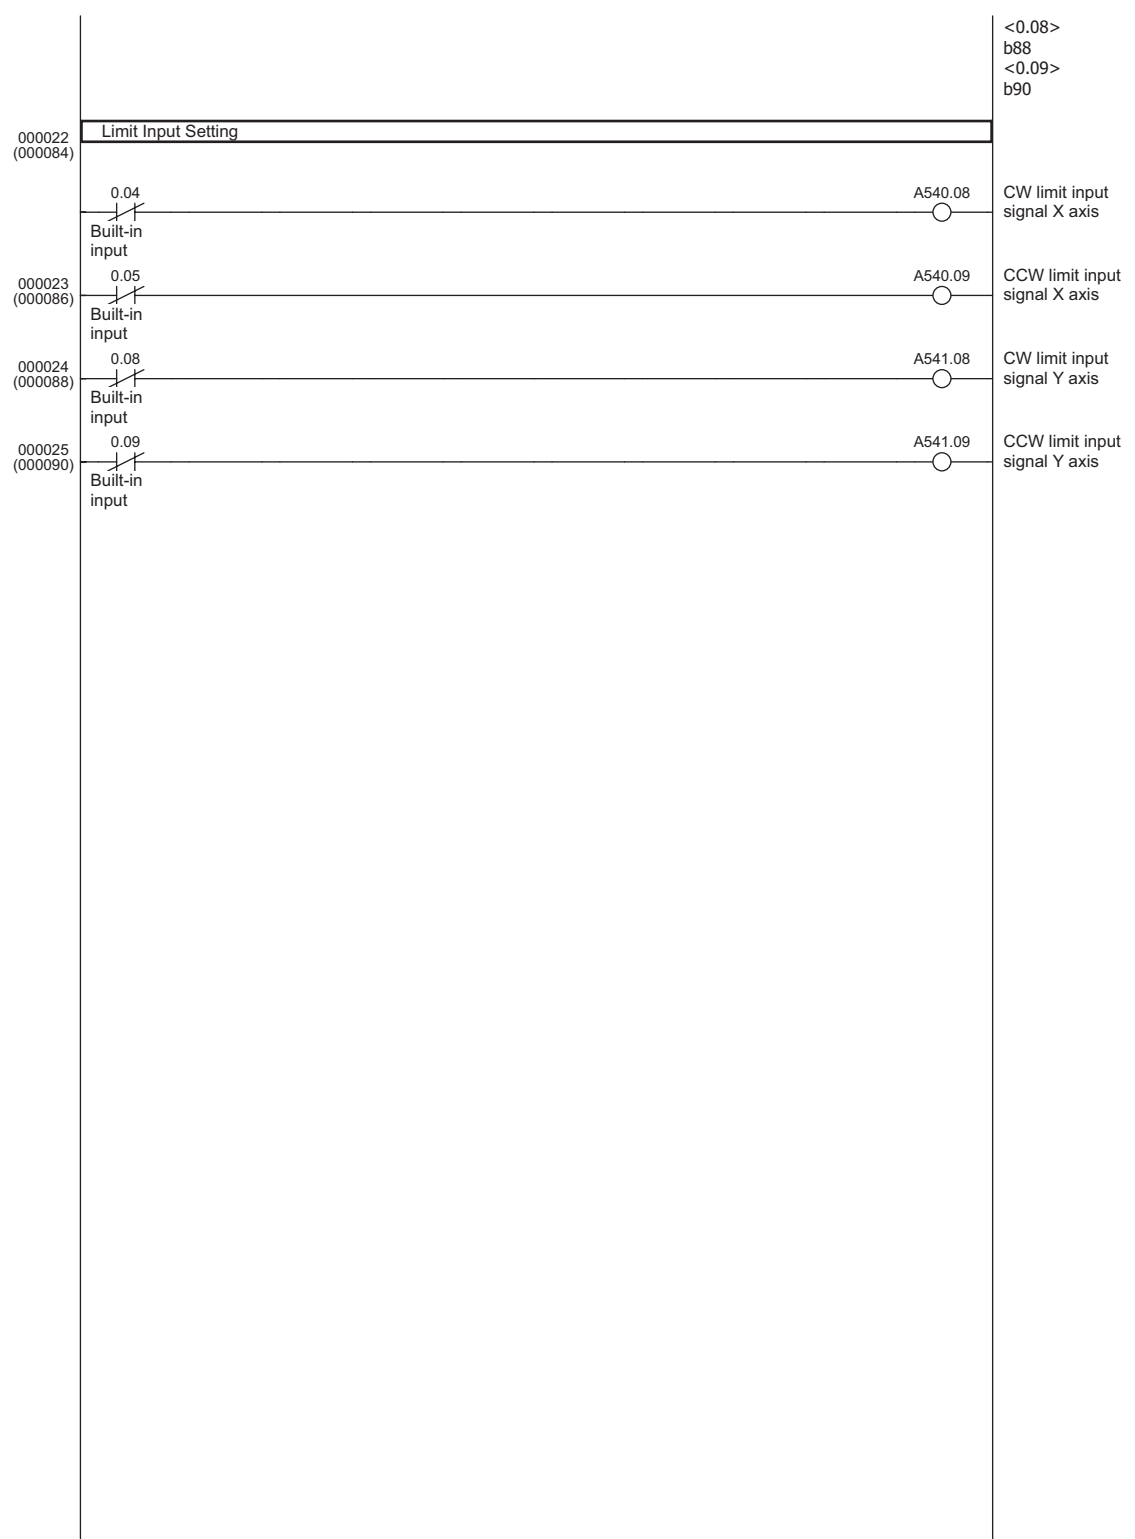 <0.08>
b88
<0.09>
b90
000022
(000084)
Limit Input Setting
0.04
A540.08
CW limit input
signal X axis
Built-in
input
000023
(000086)
0.05
A540.09
CCW limit input
signal X axis
Built-in
input
000024
(000088)
0.08
A541.08
CW limit input
signal Y axis
Built-in
input
000025
(000090)
0.09
A541.09
CCW limit input
signal Y axis
Built-in
input